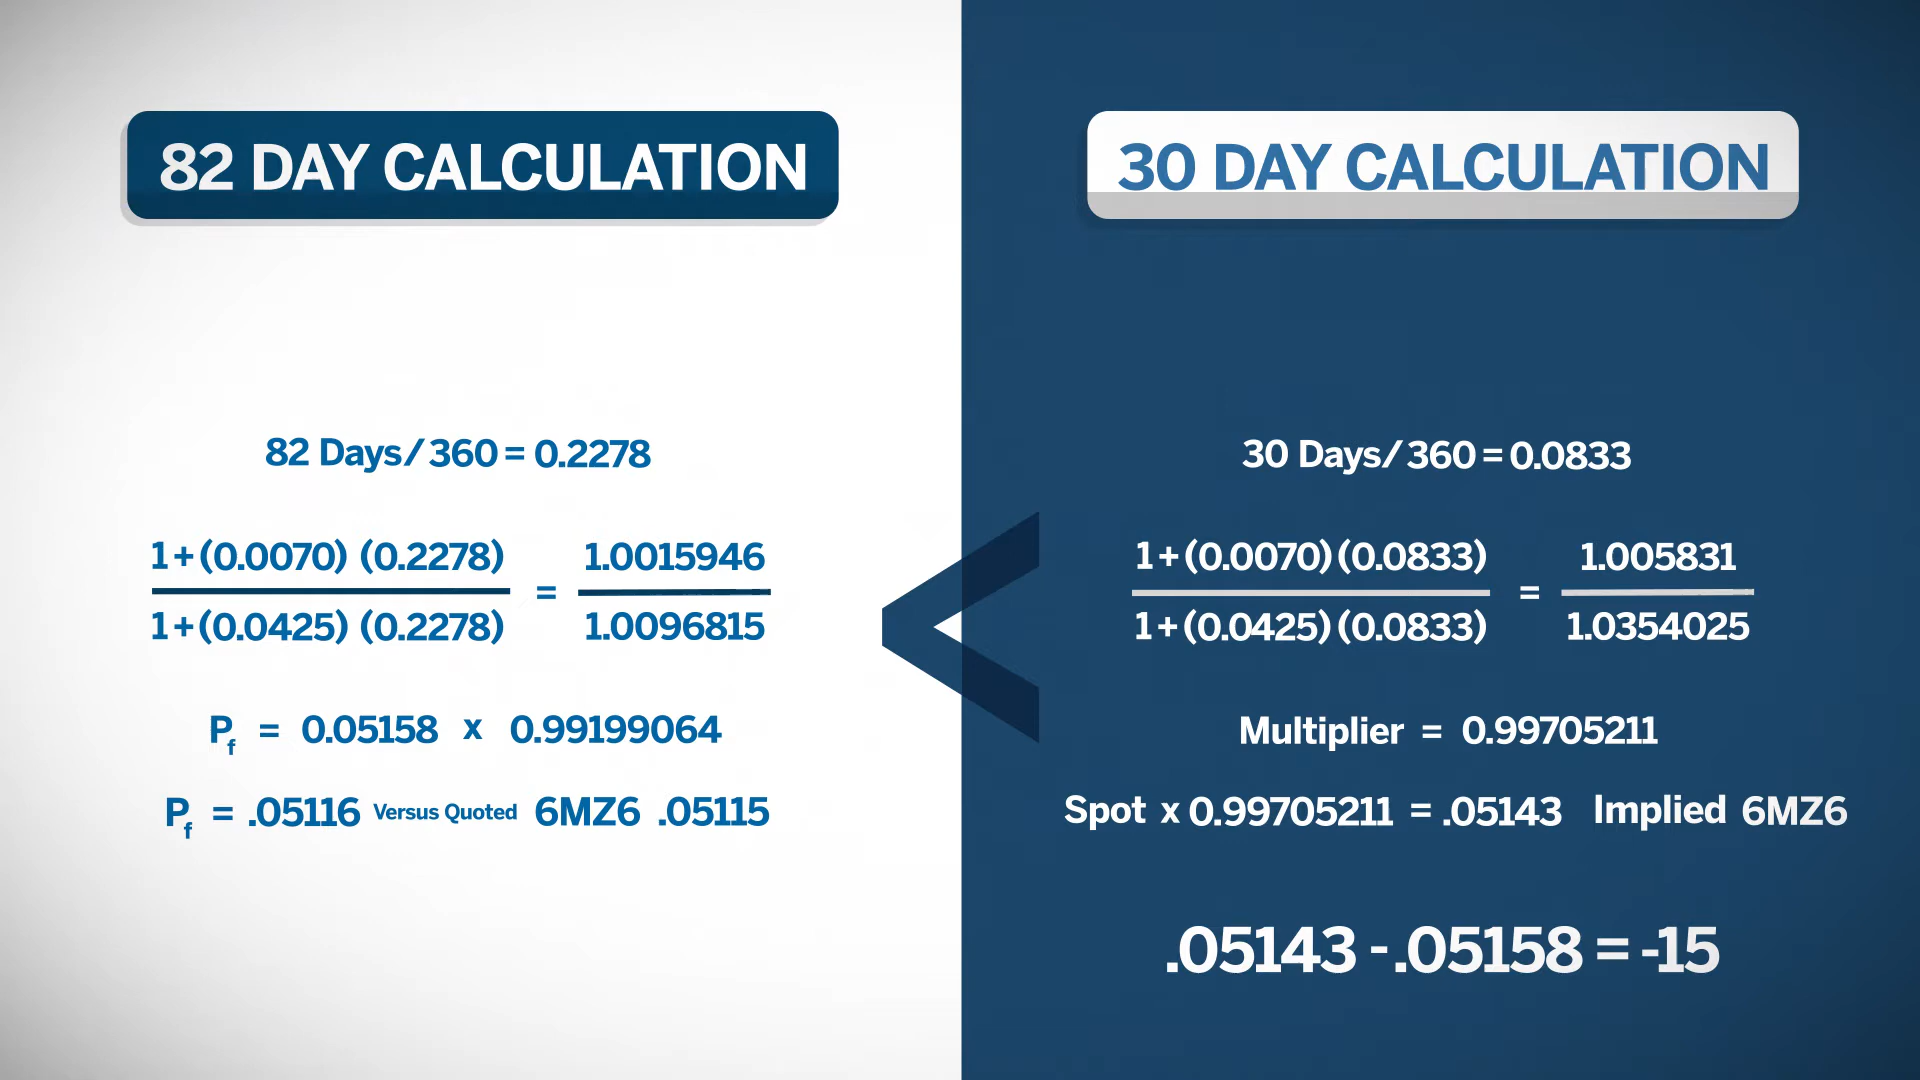 82 DAY CALCULATION
82 Days/360 = 0.2278
1+(0.0070) (0.2278)
1+(0.0425) (0.2278)
=
1.0015946
1.0096815
Pf = 0.05158 x 0.99199064
Pf = .05116 Versus Quoted 6MZ6 .05115
<
30 DAY CALCULATION
30 Days/360 = 0.0833
1+(0.0070)(0.0833)
1+(0.0425)(0.0833)
=
1.005831
1.0354025
Multiplier = 0.99705211
Spot x 0.99705211 = .05143 Implied 6MZ6
.05143 - .05158 = -15